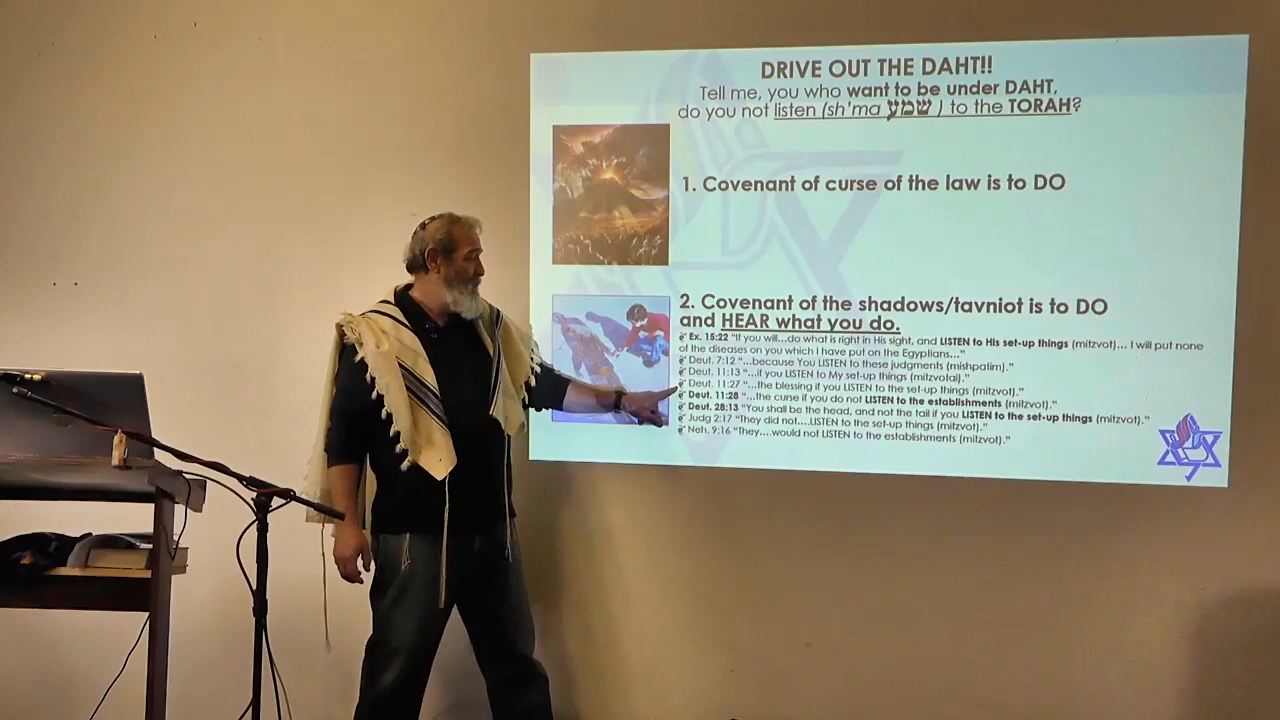 DRIVE OUT THE DAHT!!
Tell me, you who want to be under DAHT,
do you not listen (sh'ma שמע ) to the TORAH?
1. Covenant of curse of the law is to DO
2. Covenant of the shadows/tavniot is to DO
and HEAR what you do.
Ex. 15:22 "If you will...do what is right in His sight, and LISTEN to His set-up things (mitzvot)... I will put none
of the diseases on you which I have put on the Egyptians..."
Deut. 7:12 "...because You LISTEN to these judgments (mishpatim)."
Deut. 11:13 "...if you LISTEN to My set-up things (mitzvotai)."
Deut. 11:27 "...the blessing if you LISTEN to the set-up things (mitzvot)."
Deut. 11:28 "...the curse if you do not LISTEN to the establishments (mitzvot)."
Deut. 28:13 "You shall be the head, and not the tail if you LISTEN to the set-up things (mitzvot)."
Judg 2:17 "They did not....LISTEN to the set-up things (mitzvot)."
Neh. 9:16 "They....would not LISTEN to the establishments (mitzvot)."